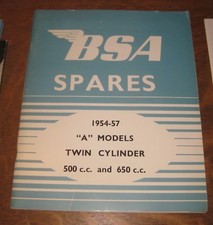 BSA
SPARES
1954-57
"A" MODELS
TWIN CYLINDER
500 c.c. and 650 c.c.